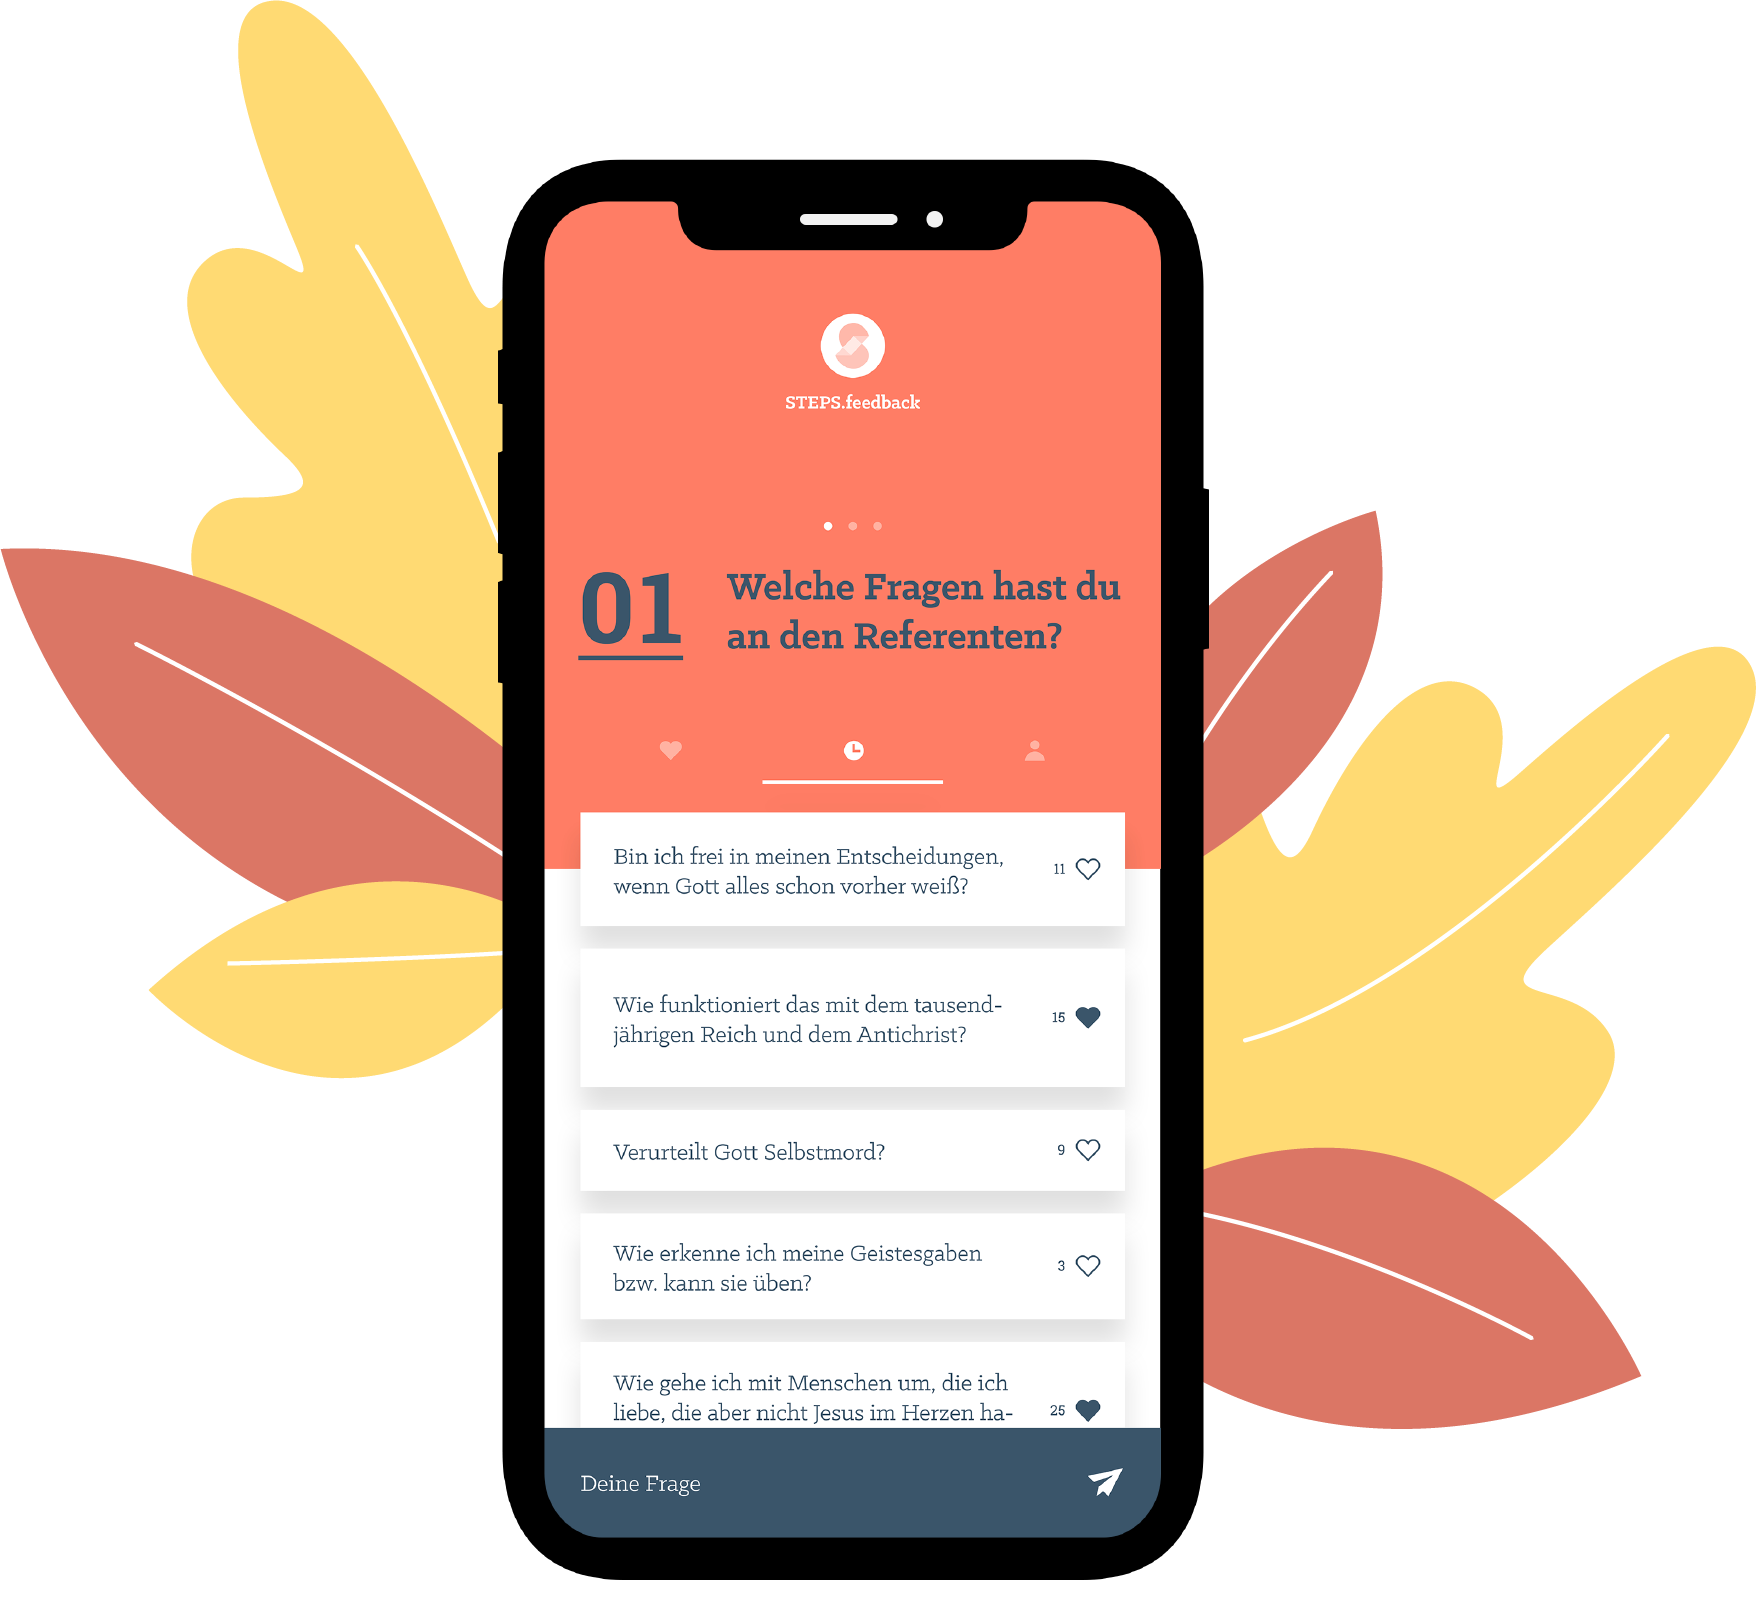 STEPS.feedback
01
Welche Fragen hast du
an den Referenten?
Bin ich frei in meinen Entscheidungen,
wenn Gott alles schon vorher weiß?
11
Wie funktioniert das mit dem tausend-
jährigen Reich und dem Antichrist?
15
Verurteilt Gott Selbstmord?
9
Wie erkenne ich meine Geistesgaben
bzw. kann sie üben?
3
Wie gehe ich mit Menschen um, die ich
liebe, die aber nicht Jesus im Herzen ha-
25
Deine Frage